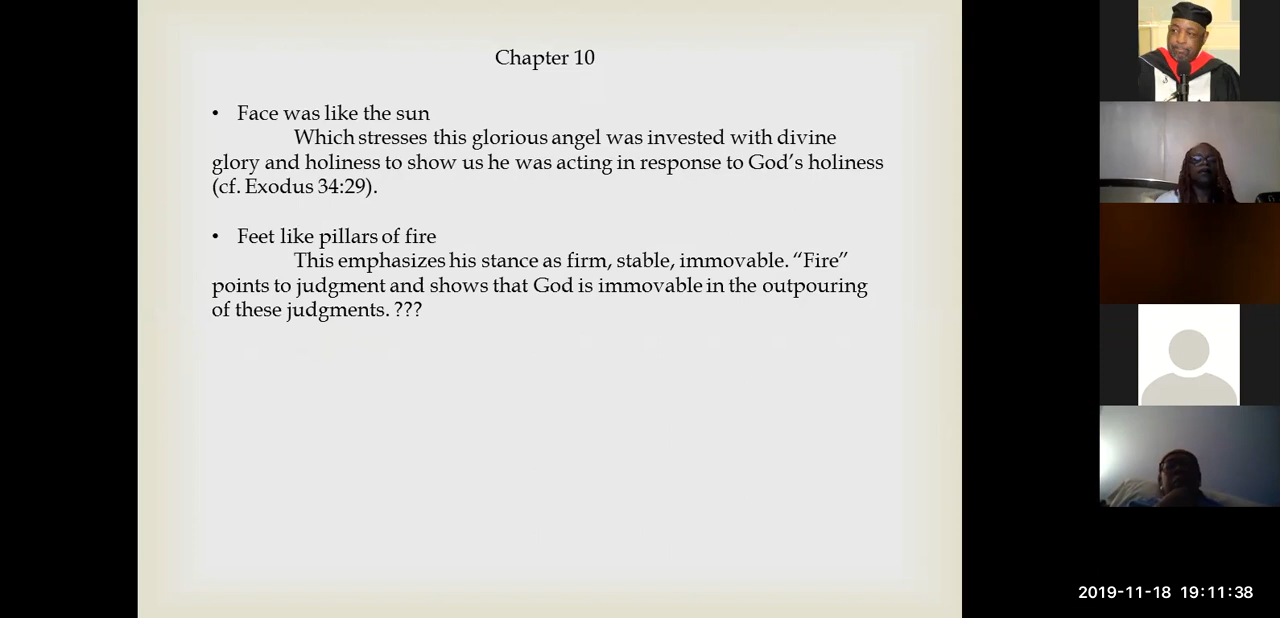 Chapter 10
• Face was like the sun
Which stresses this glorious angel was invested with divine
glory and holiness to show us he was acting in response to God’s holiness
(cf. Exodus 34:29).
• Feet like pillars of fire
This emphasizes his stance as firm, stable, immovable. “Fire”
points to judgment and shows that God is immovable in the outpouring
of these judgments. ???
2019-11-18 19:11:38